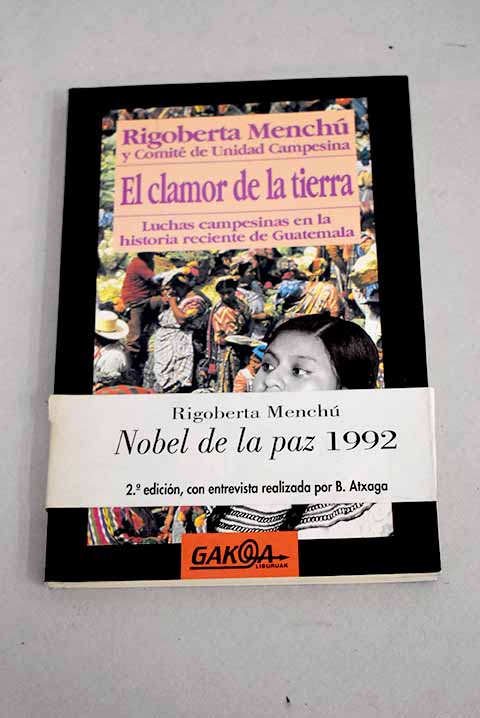 Rigoberta Menchú
y Comité de Unidad Campesina
El clamor de la tierra
Luchas campesinas en la
historia reciente de Guatemala
Rigoberta Menchú
Nobel de la paz 1992
2.ª edición, con entrevista realizada por B. Atxaga
GAKOA
LIBURUAK